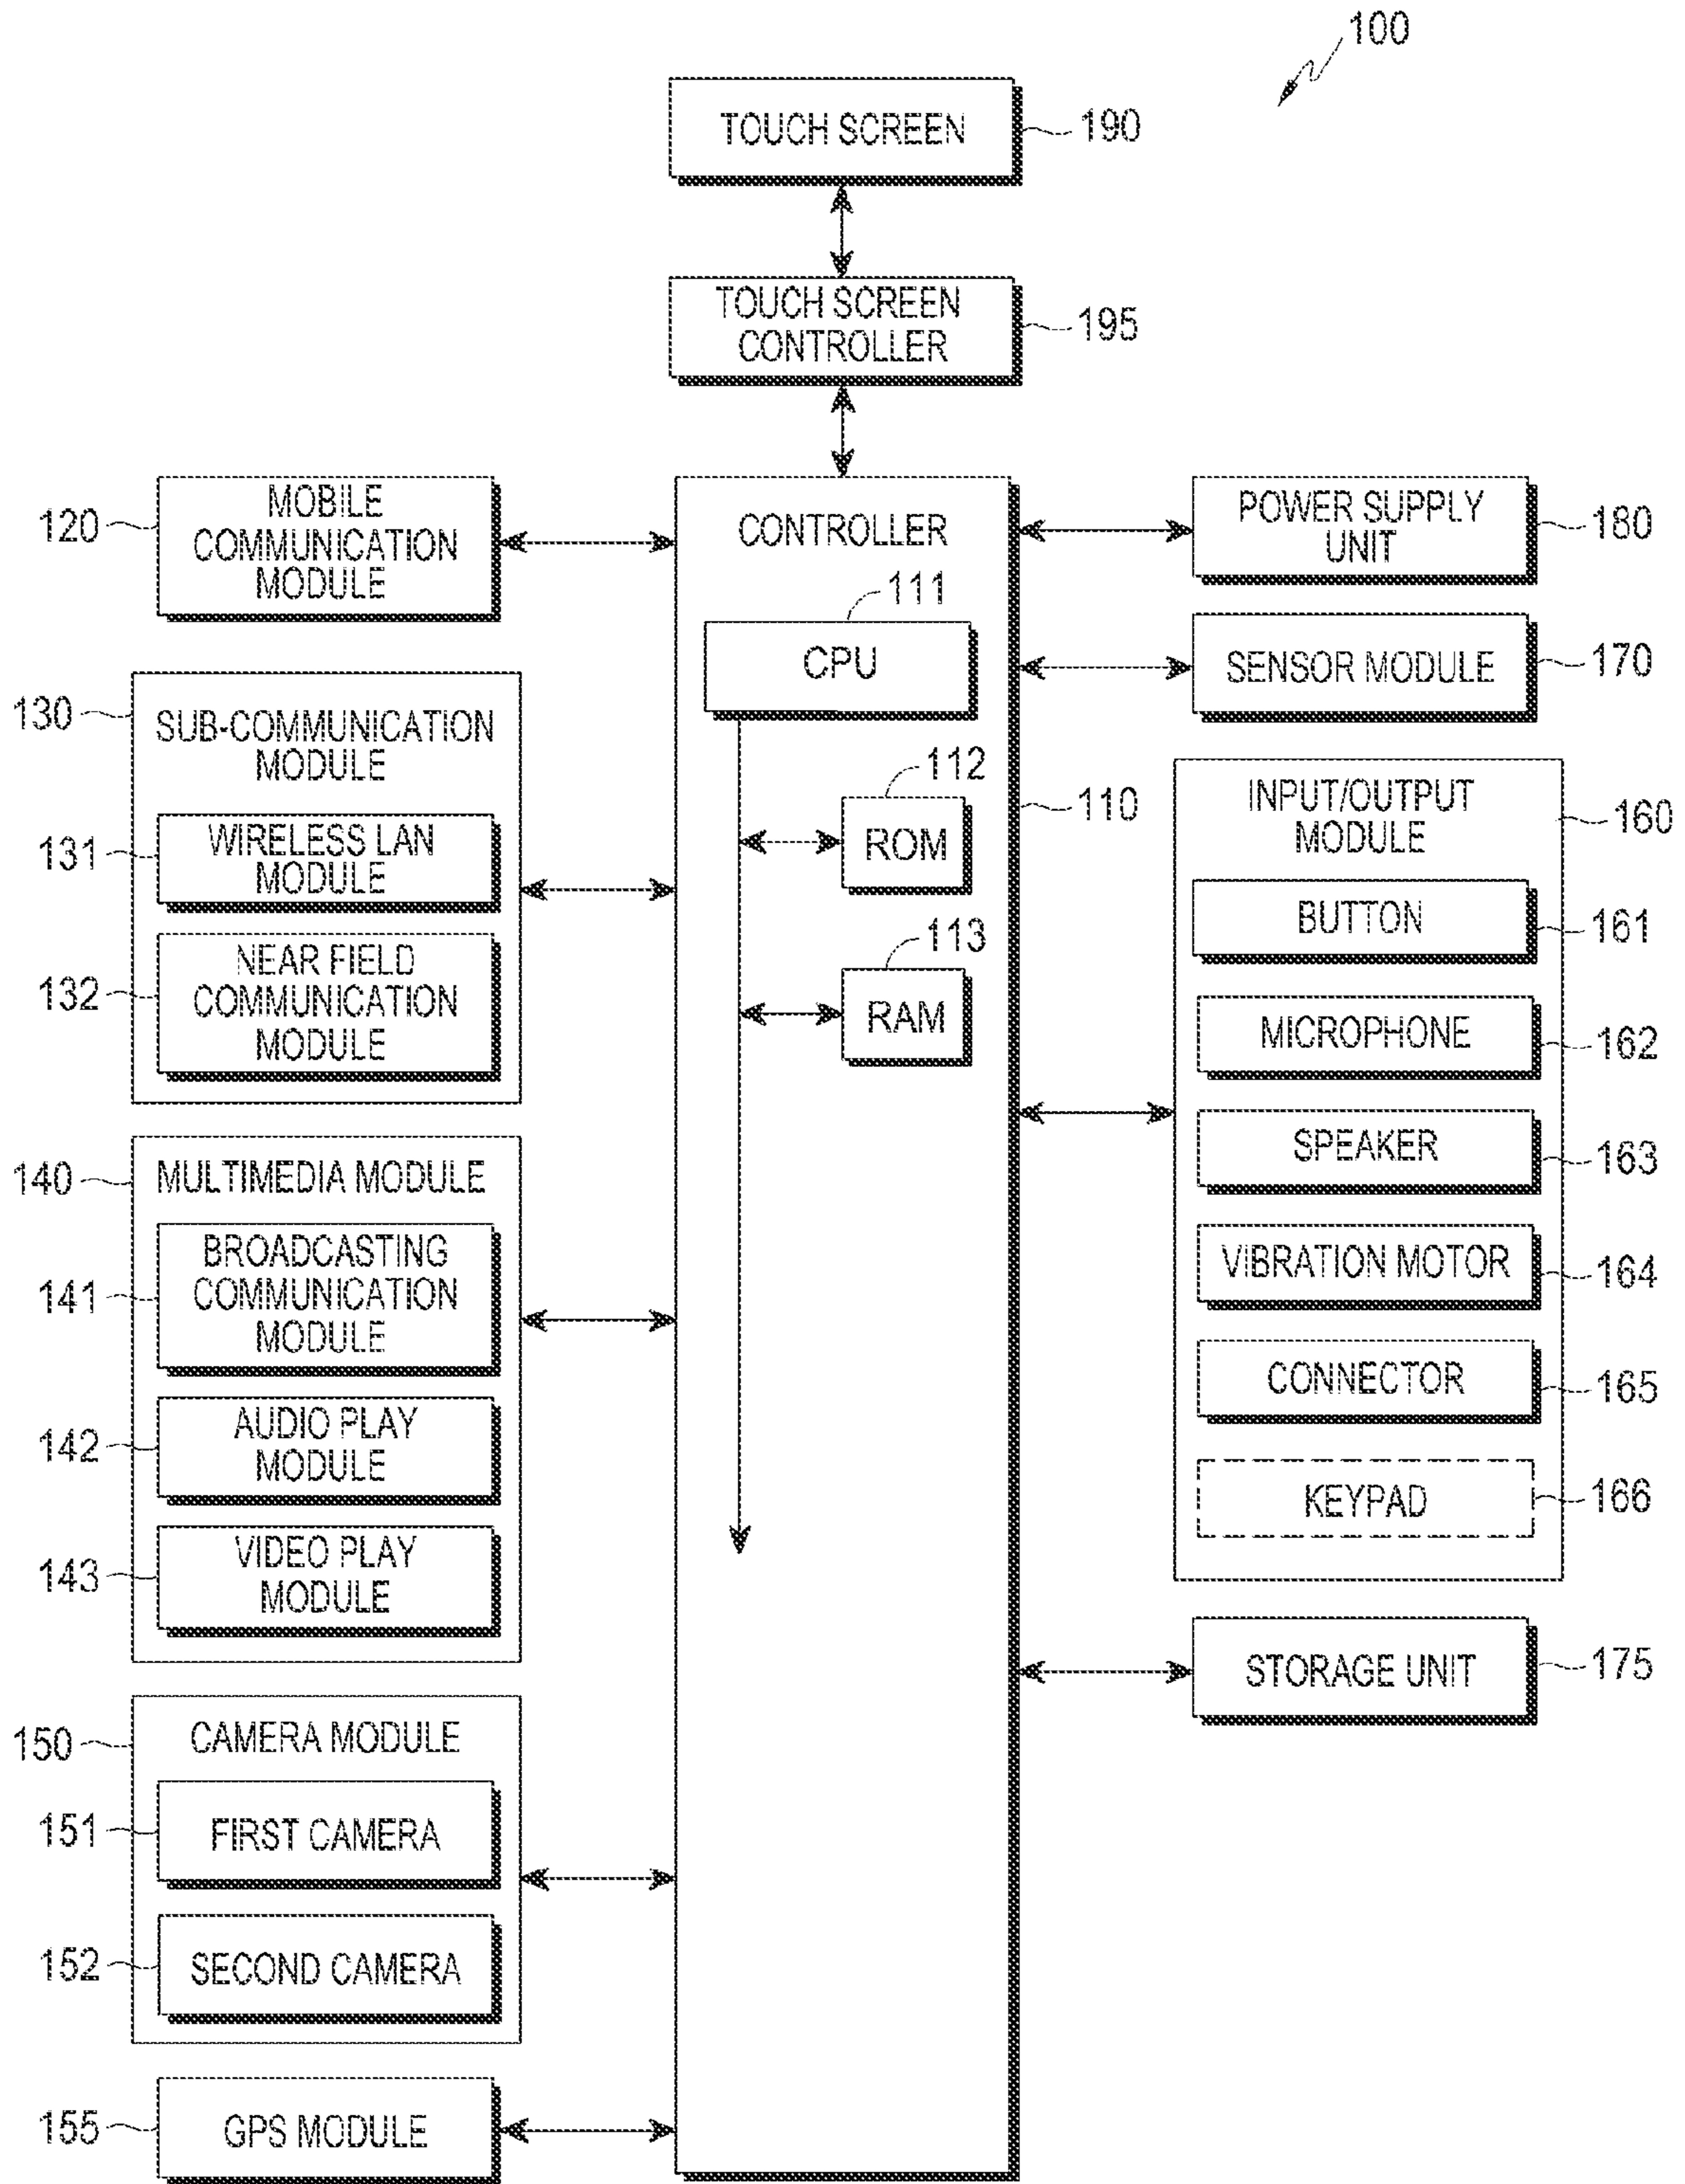 100
TOUCH SCREEN
190
TOUCH SCREEN
CONTROLLER
195
120
MOBILE
COMMUNICATION
MODULE
130
SUB-COMMUNICATION
MODULE
131
WIRELESS LAN
MODULE
132
NEAR FIELD
COMMUNICATION
MODULE
140
MULTIMEDIA MODULE
141
BROADCASTING
COMMUNICATION
MODULE
142
AUDIO PLAY
MODULE
143
VIDEO PLAY
MODULE
150
CAMERA MODULE
151
FIRST CAMERA
152
SECOND CAMERA
155
GPS MODULE
CONTROLLER
111
CPU
112
ROM
113
RAM
110
POWER SUPPLY
UNIT
180
SENSOR MODULE
170
INPUT/OUTPUT
MODULE
160
BUTTON
161
MICROPHONE
162
SPEAKER
163
VIBRATION MOTOR
164
CONNECTOR
165
KEYPAD
166
STORAGE UNIT
175